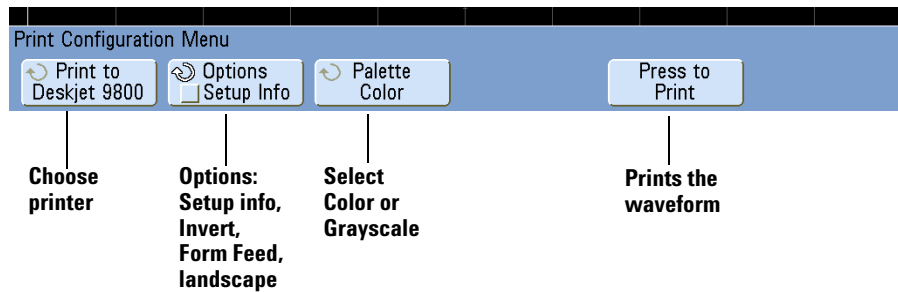 Print Configuration Menu
Print to
Deskjet 9800
Options
Setup Info
Palette
Color
Press to
Print
Choose
printer
Options:
Setup info,
Invert,
Form Feed,
landscape
Select
Color or
Grayscale
Prints the
waveform